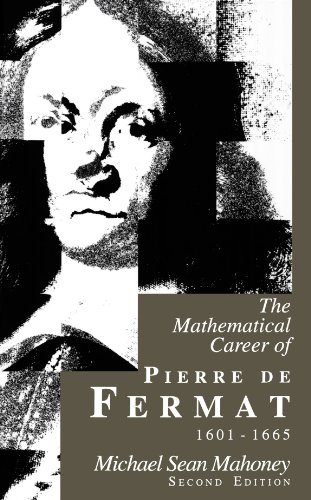 The
Mathematical
Career of
PIERRE DE
FERMAT
1601 - 1665
Michael Sean Mahoney
SECOND EDITION